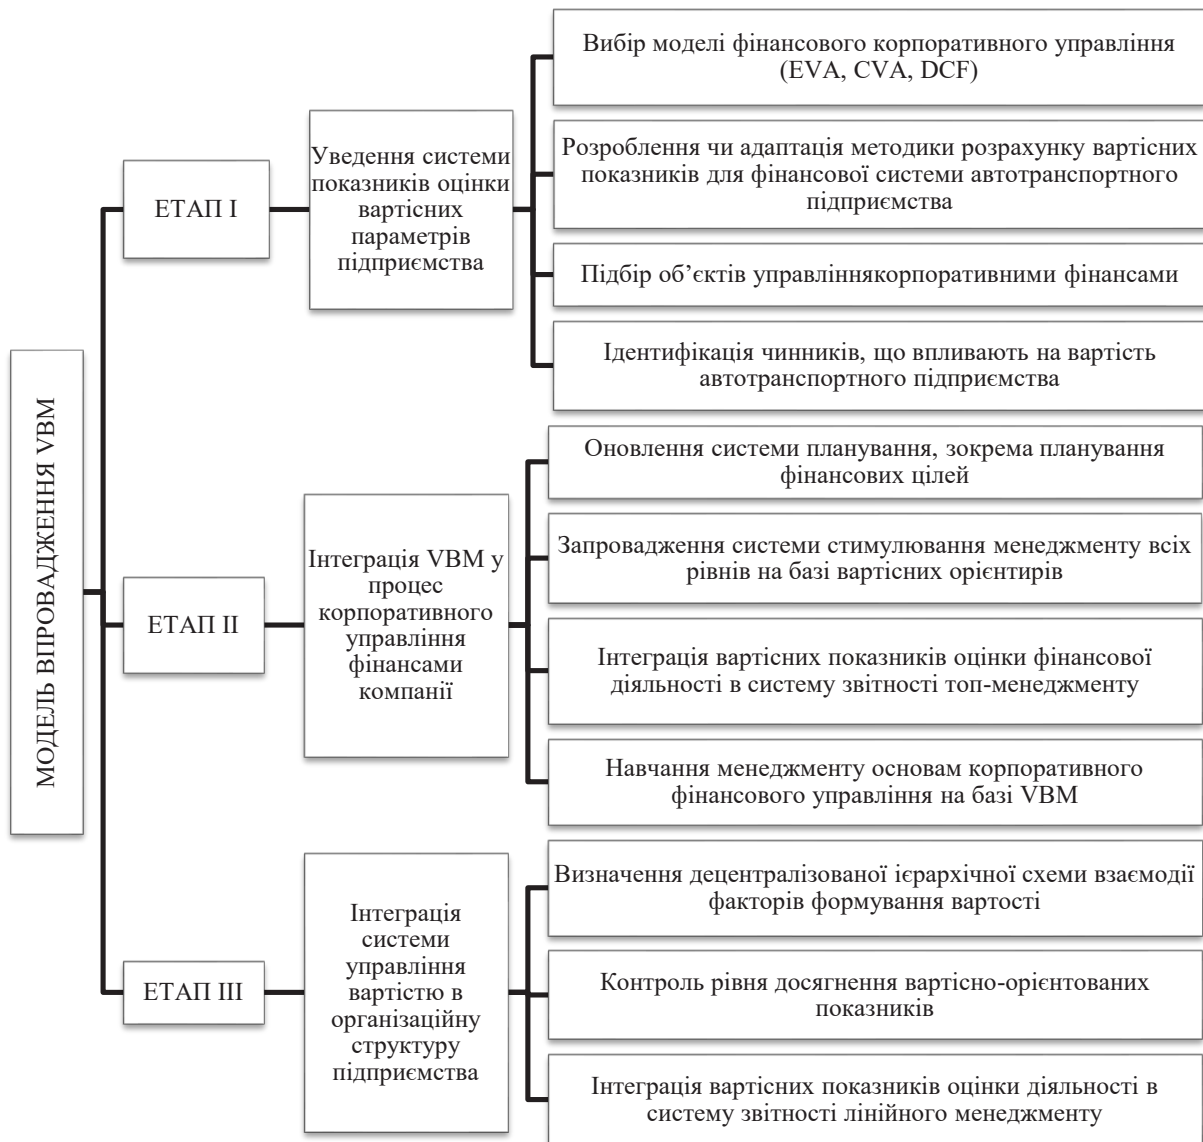 МОДЕЛЬ ВПРОВАДЖЕННЯ VBM
ЕТАП I
Уведення системи
показників оцінки
вартісних
параметрів
підприємства
Вибір моделі фінансового корпоративного управління
(EVA, CVA, DCF)
Розроблення чи адаптація методики розрахунку вартісних
показників для фінансової системи автотранспортного
підприємства
Підбір об’єктів управліннякорпоративними фінансами
Ідентифікація чинників, що впливають на вартість
автотранспортного підприємства
ЕТАП II
Інтеграція VBM у
процес
корпоративного
управління
фінансами
компанії
Оновлення системи планування, зокрема планування
фінансових цілей
Запровадження системи стимулювання менеджменту всіх
рівнів на базі вартісних орієнтирів
Інтеграція вартісних показників оцінки фінансової
діяльності в систему звітності топ-менеджменту
Навчання менеджменту основам корпоративного
фінансового управління на базі VBM
ЕТАП III
Інтеграція
системи
управління
вартістю в
організаційну
структуру
підприємства
Визначення децентралізованої ієрархічної схеми взаємодії
факторів формування вартості
Контроль рівня досягнення вартісно-орієнтованих
показників
Інтеграція вартісних показників оцінки діяльності в
систему звітності лінійного менеджменту